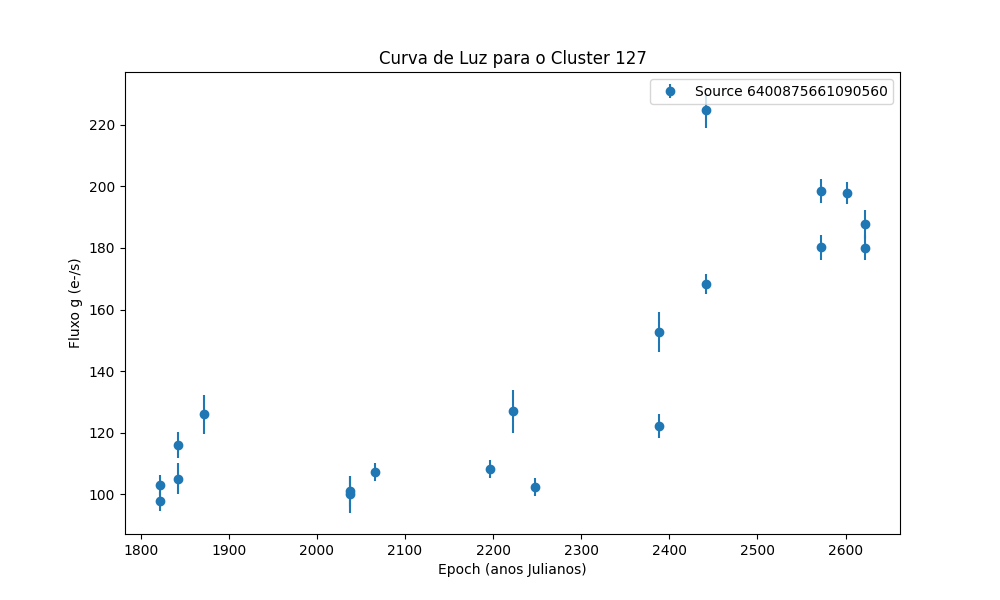 Curva de Luz para o Cluster 127
Source 6400875661090560
220
200
180
160
140
120
100
Fluxo g (e-/s)
1800 1900 2000 2100 2200 2300 2400 2500 2600
Epoch (anos Julianos)